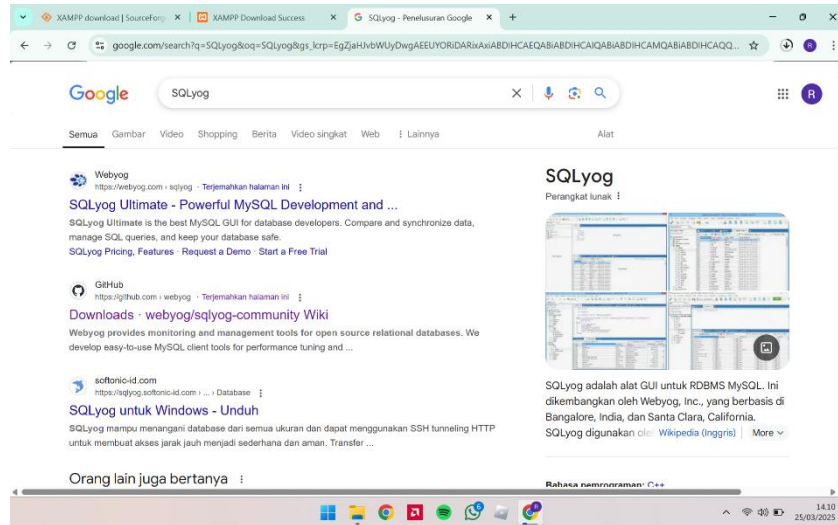 XAMPP download | SourceForg
XAMPP Download Success
SQLyog - Penelusuran Google
google.com/search?q=SQLyog&oq=SQLyog&gs_lcrp=
Google
SQLyog
R
Semua Gambar Video Shopping Berita Video singkat Web Lainnya Alat
Webyog
https://webyog.com › sqlyog · Terjemahkan halaman ini
SQLyog Ultimate - Powerful MySQL Development and ...
SQLyog Ultimate is the best MySQL GUI for database developers. Compare and synchronize data,
manage SQL queries, and keep your database safe.
SQLyog Pricing, Features · Request a Demo · Start a Free Trial
GitHub
https://github.com › webyog · Terjemahkan halaman ini
Downloads · webyog/sqlyog-community Wiki
Webyog provides monitoring and management tools for open source relational databases. We
develop easy-to-use MySQL client tools for performance tuning and ...
softonic-id.com
https://sqlyog.softonic-id.com › ... › Database
SQLyog untuk Windows - Unduh
SQLyog mampu menangani database dari semua ukuran dan dapat menggunakan SSH tunneling HTTP
untuk membuat akses jarak jauh menjadi sederhana dan aman. Transfer ...
Orang lain juga bertanya
SQLyog
Perangkat lunak
SQLyog adalah alat GUI untuk RDBMS MySQL. Ini
dikembangkan oleh Webyog, Inc., yang berbasis di
Bangalore, India, dan Santa Clara, California.
SQLyog digunakan ole Wikipedia (Inggris) More
Bahasa pemrograman: C++
14.10
25/03/2025